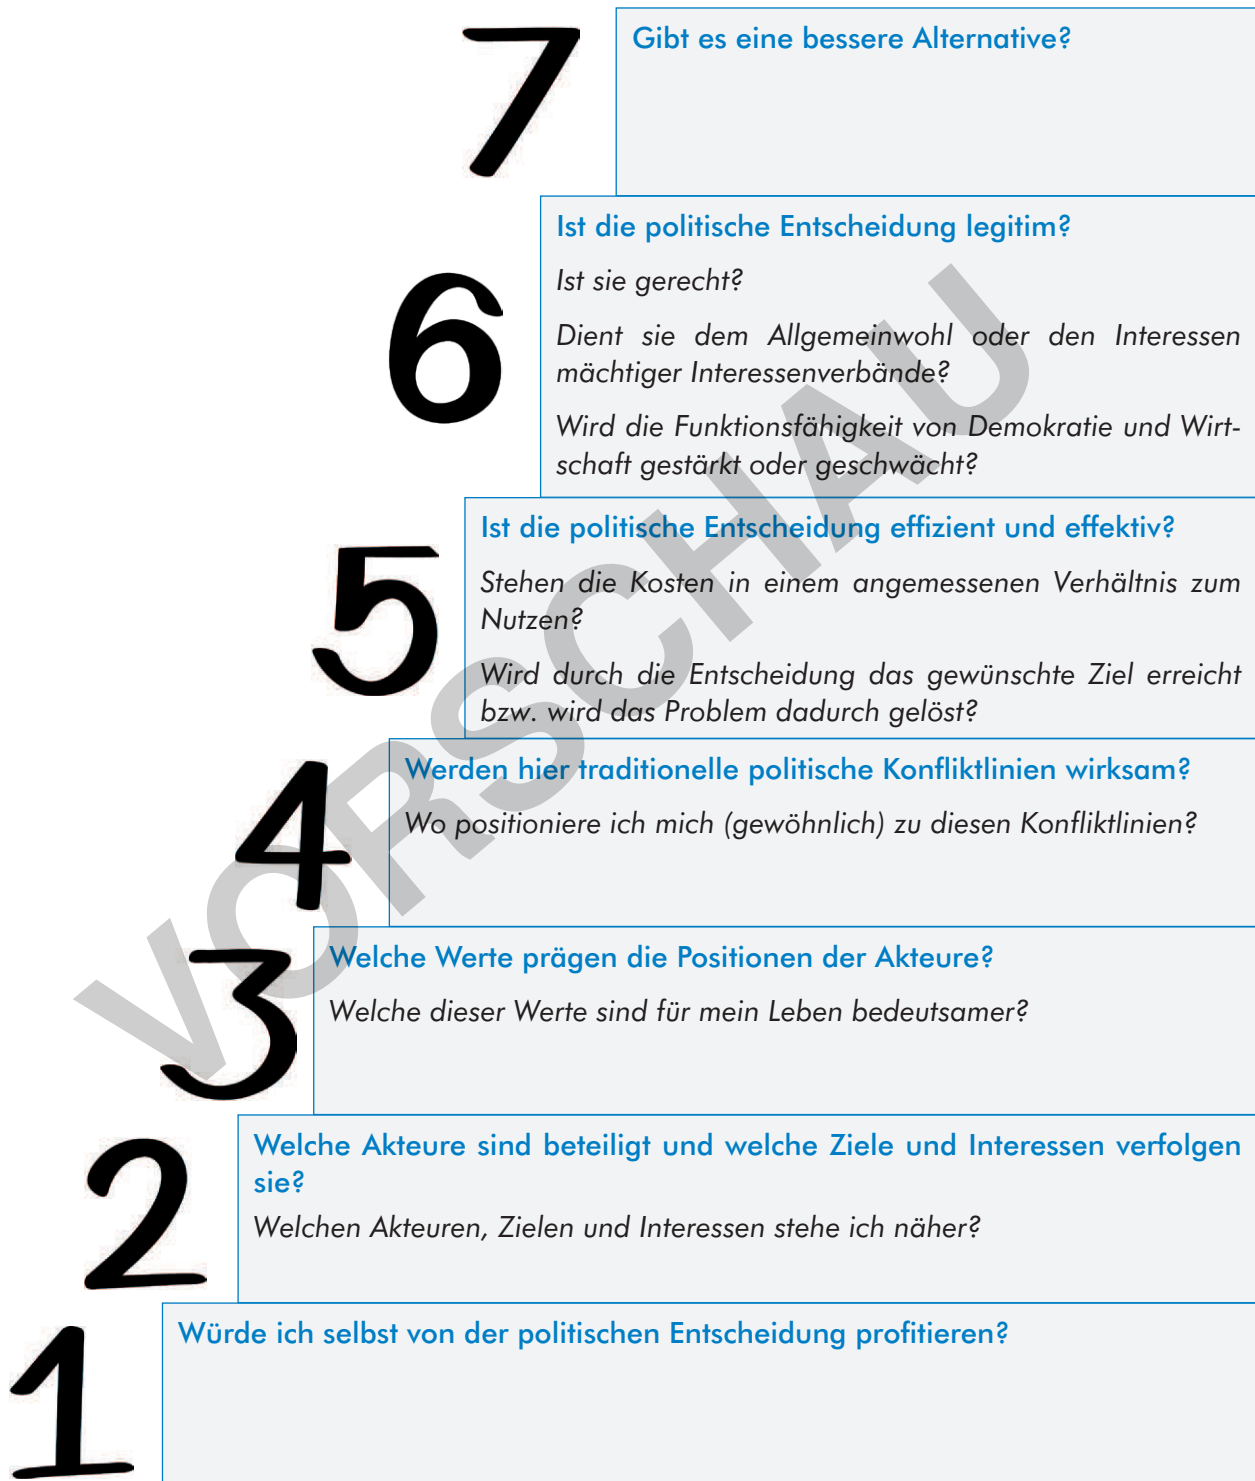 7
Gibt es eine bessere Alternative?
6
Ist die politische Entscheidung legitim?
Ist sie gerecht?
Dient sie dem Allgemeinwohl oder den Interessen
mächtiger Interessenverbände?
Wird die Funktionsfähigkeit von Demokratie und Wirt-
schaft gestärkt oder geschwächt?
5
Ist die politische Entscheidung effizient und effektiv?
Stehen die Kosten in einem angemessenen Verhältnis zum
Nutzen?
Wird durch die Entscheidung das gewünschte Ziel erreicht
bzw. wird das Problem dadurch gelöst?
4
Werden hier traditionelle politische Konfliktlinien wirksam?
Wo positioniere ich mich (gewöhnlich) zu diesen Konfliktlinien?
3
Welche Werte prägen die Positionen der Akteure?
Welche dieser Werte sind für mein Leben bedeutsamer?
2
Welche Akteure sind beteiligt und welche Ziele und Interessen verfolgen
sie?
Welchen Akteuren, Zielen und Interessen stehe ich näher?
1
Würde ich selbst von der politischen Entscheidung profitieren?
VORSCHAU